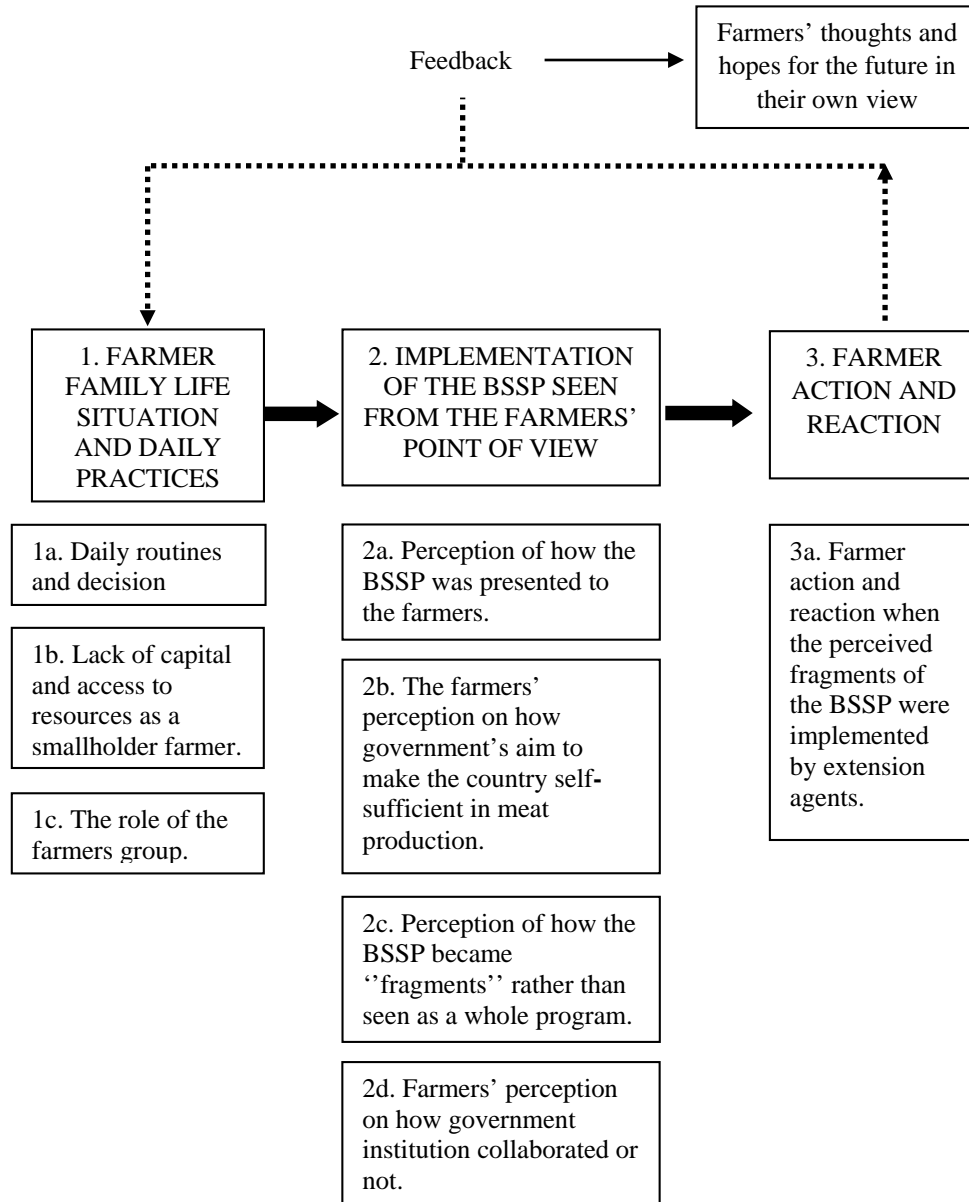 Farmers’ thoughts and
hopes for the future in
their own view
Feedback
1. FARMER
FAMILY LIFE
SITUATION
AND DAILY
PRACTICES
2. IMPLEMENTATION
OF THE BSSP SEEN
FROM THE FARMERS’
POINT OF VIEW
3. FARMER
ACTION AND
REACTION
1a. Daily routines
and decision
1b. Lack of capital
and access to
resources as a
smallholder farmer.
1c. The role of the
farmers group.
2a. Perception of how the
BSSP was presented to
the farmers.
2b. The farmers’
perception on how
government’s aim to
make the country self-
sufficient in meat
production.
2c. Perception of how the
BSSP became
‘‘fragments’’ rather than
seen as a whole program.
2d. Farmers’ perception
on how government
institution collaborated or
not.
3a. Farmer
action and
reaction when
the perceived
fragments of
the BSSP were
implemented
by extension
agents.